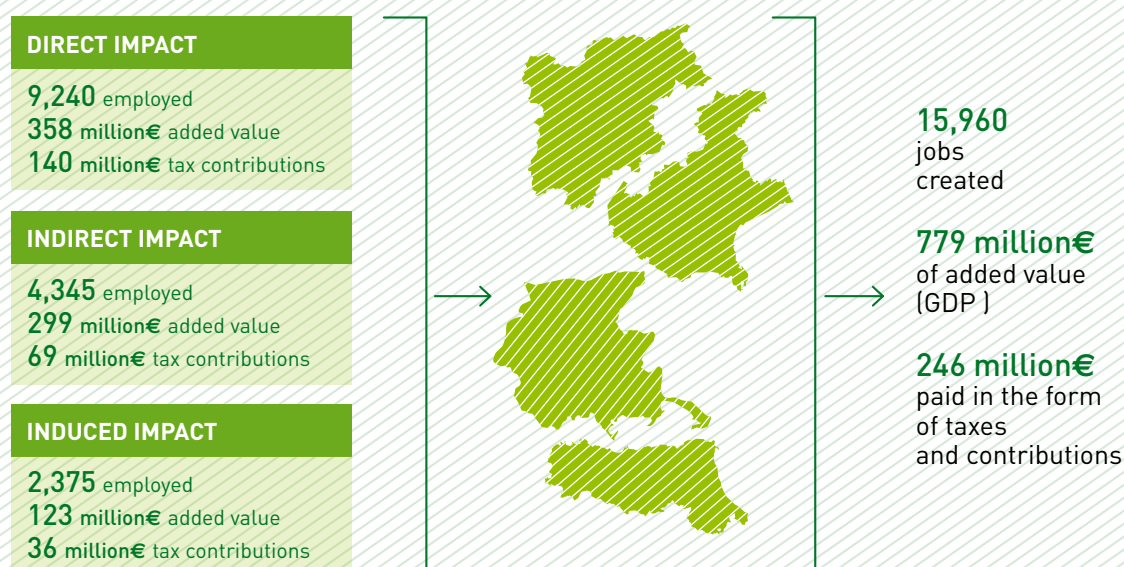 DIRECT IMPACT
9,240 employed
358 million€ added value
140 million€ tax contributions
INDIRECT IMPACT
4,345 employed
299 million€ added value
69 million€ tax contributions
INDUCED IMPACT
2,375 employed
123 million€ added value
36 million€ tax contributions
15,960
jobs
created
779 million€
of added value
(GDP )
246 million€
paid in the form
of taxes
and contributions